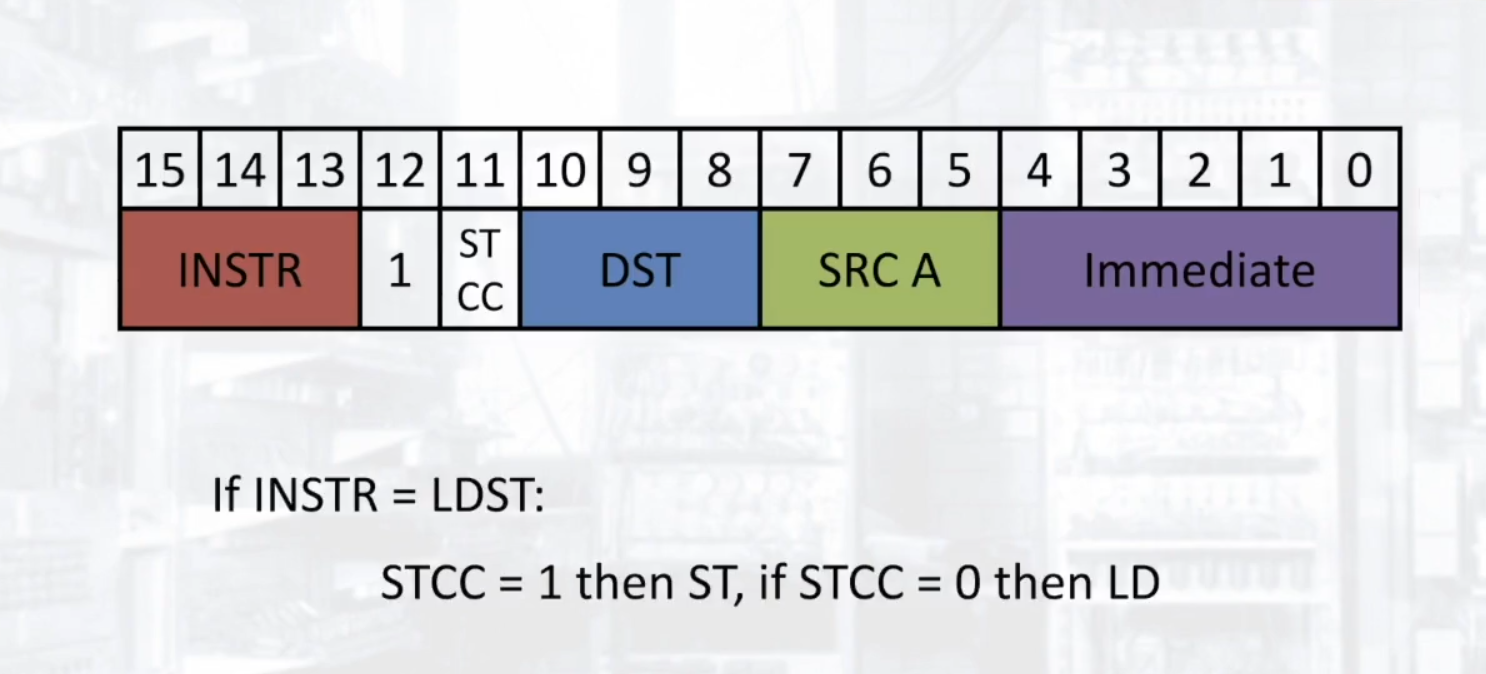 15 14 13 12 11 10 9 8 7 6 5 4 3 2 1 0
INSTR 1 ST CC DST SRC A Immediate
If INSTR = LDST:
STCC = 1 then ST, if STCC = 0 then LD